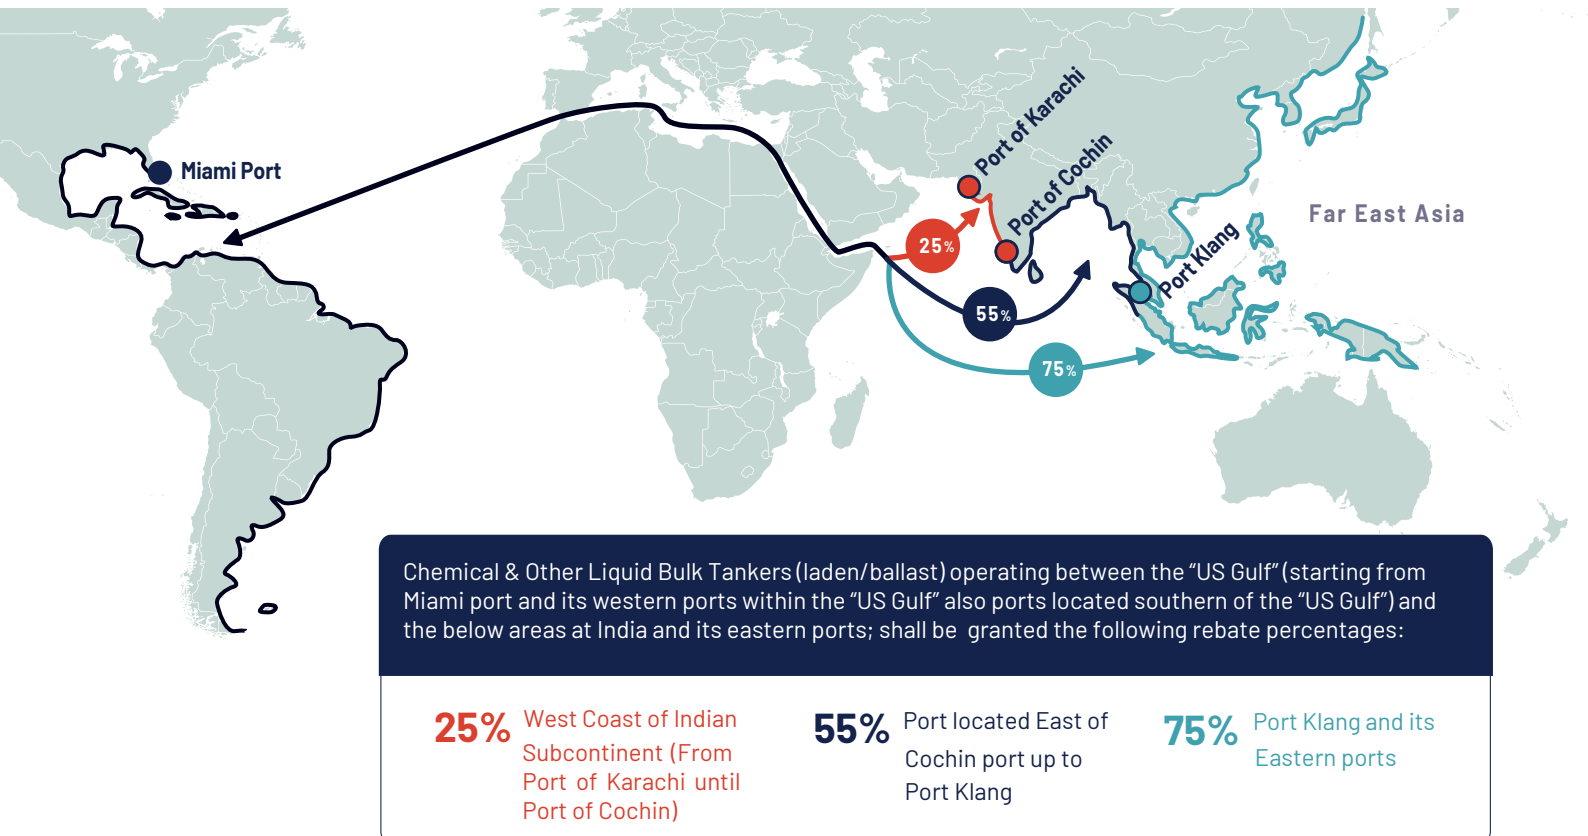 Miami Port
Port of Karachi
Port of Cochin
Port Klang
Far East Asia
25%
55%
75%
Chemical & Other Liquid Bulk Tankers (laden/ballast) operating between the “US Gulf” (starting from
Miami port and its western ports within the “US Gulf” also ports located southern of the “US Gulf”) and
the below areas at India and its eastern ports; shall be granted the following rebate percentages:
25% West Coast of Indian
Subcontinent (From
Port of Karachi until
Port of Cochin)
55% Port located East of
Cochin port up to
Port Klang
75% Port Klang and its
Eastern ports